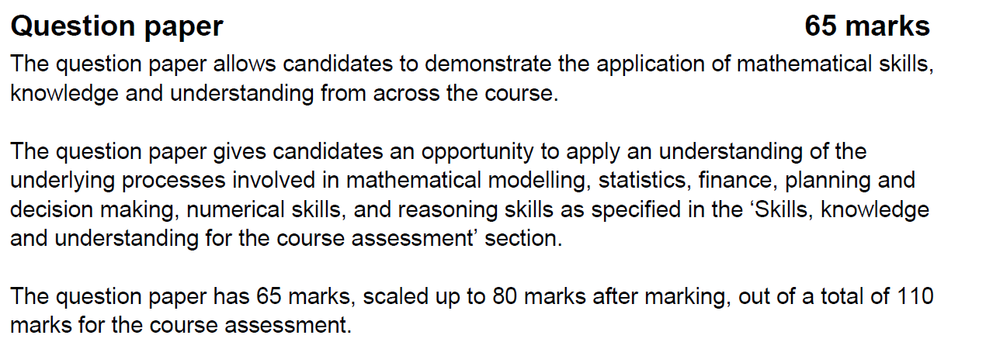 Question paper 65 marks
The question paper allows candidates to demonstrate the application of mathematical skills,
knowledge and understanding from across the course.
The question paper gives candidates an opportunity to apply an understanding of the
underlying processes involved in mathematical modelling, statistics, finance, planning and
decision making, numerical skills, and reasoning skills as specified in the ‘Skills, knowledge
and understanding for the course assessment’ section.
The question paper has 65 marks, scaled up to 80 marks after marking, out of a total of 110
marks for the course assessment.